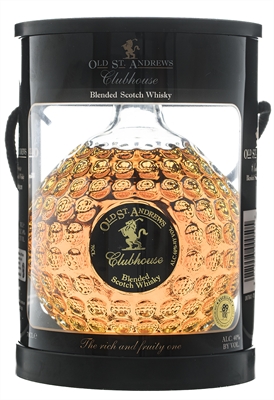 OLD ST. ANDREWS
Clubhouse
Blended Scotch Whisky
OLD ST. ANDREWS
Clubhouse
Blended
Scotch Whisky
The rich and fruity one
ALC. 40%
BY VOL.